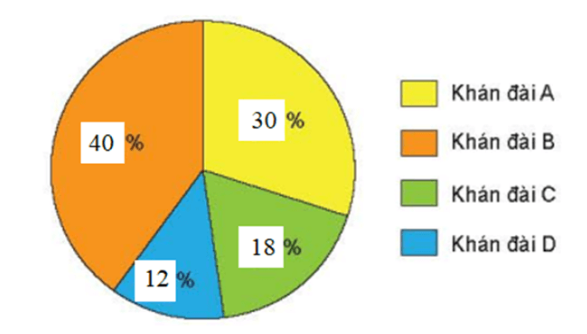 30 %
40 %
18 %
12 %
Khán đài A
Khán đài B
Khán đài C
Khán đài D